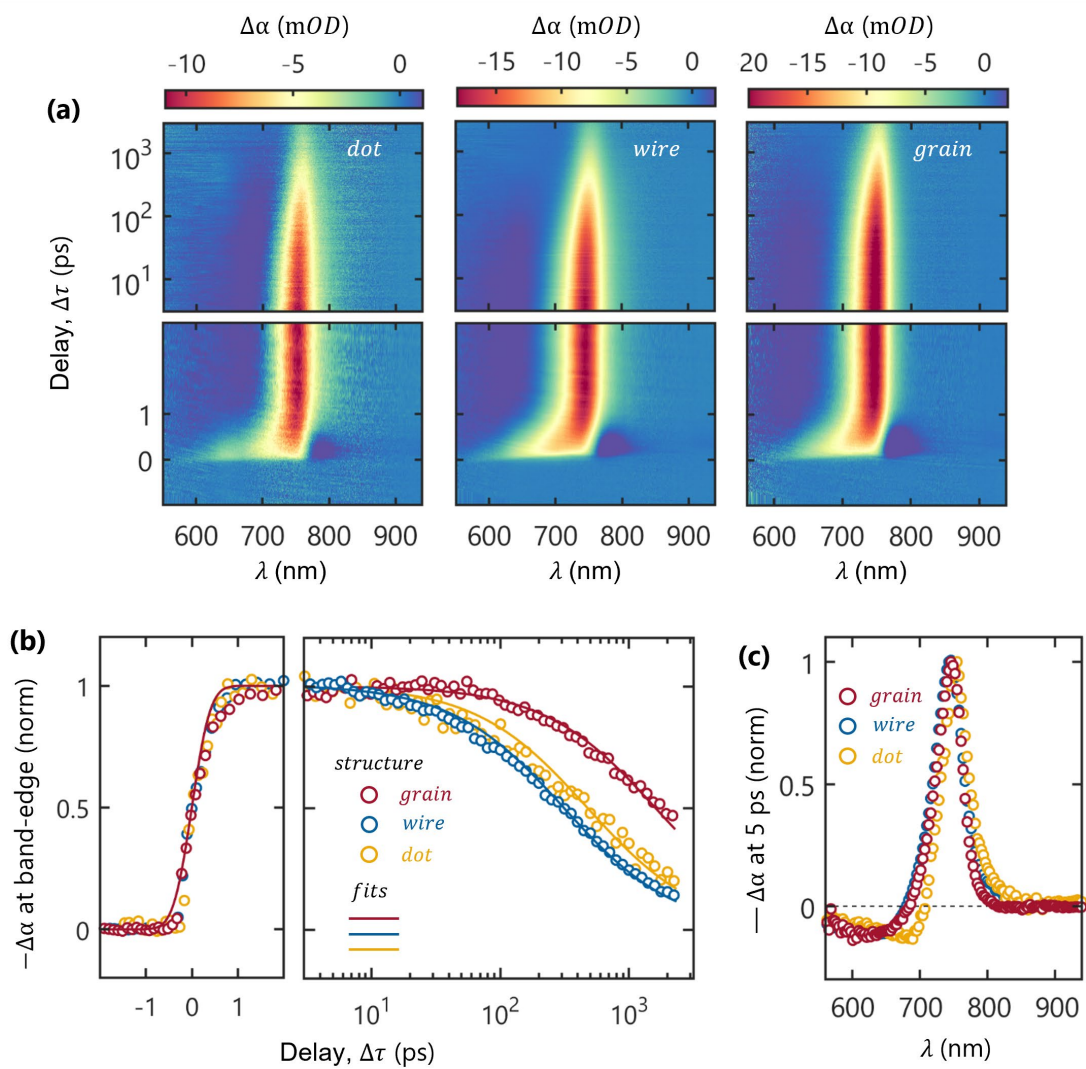 Δα (mOD) Δα (mOD) Δα (mOD)
-10 -5 0 -15 -10 -5 0 20 -15 -10 -5 0
(a)
dot wire grain
10³
10²
10¹
1
0
Delay, Δτ (ps)
600 700 800 900 600 700 800 900 600 700 800 900
λ (nm) λ (nm) λ (nm)
(b)
1
0.5
0
−Δα at band-edge (norm)
structure
grain
wire
dot
fits
-1 0 1 10¹ 10² 10³
Delay, Δτ (ps)
(c)
1
0.5
0
— Δα at 5 ps (norm)
grain
wire
dot
600 700 800 900
λ (nm)